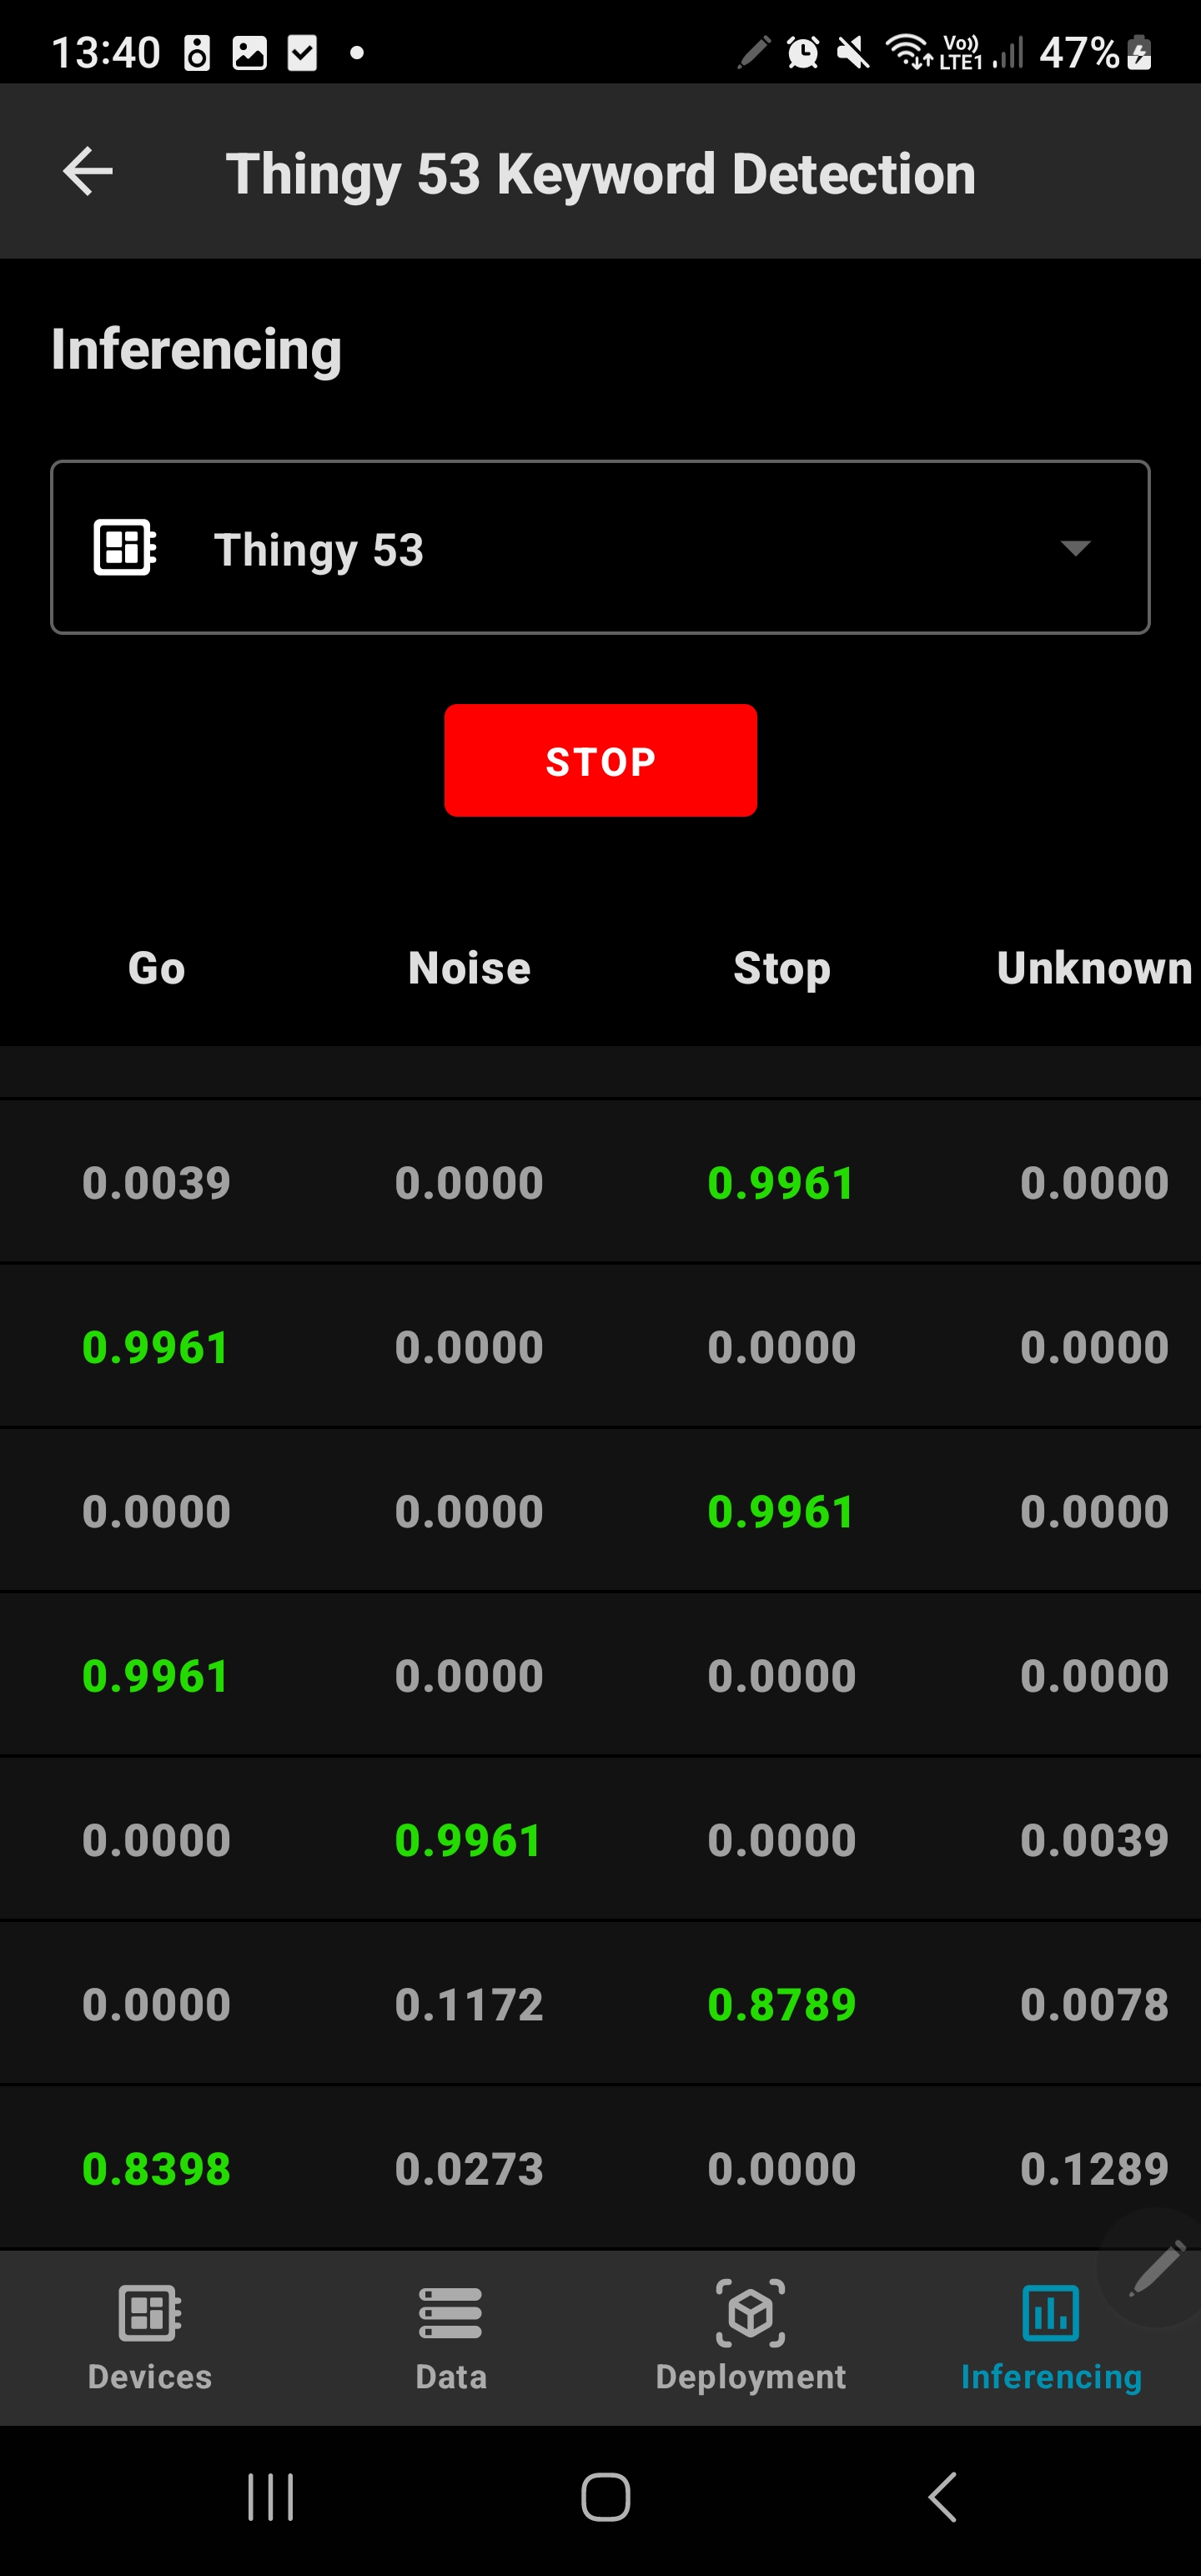 13:40 Vo)) LTE1 47%
Thingy 53 Keyword Detection
Inferencing
Thingy 53
STOP
Go Noise Stop Unknown
0.0039 0.0000 0.9961 0.0000
0.9961 0.0000 0.0000 0.0000
0.0000 0.0000 0.9961 0.0000
0.9961 0.0000 0.0000 0.0000
0.0000 0.9961 0.0000 0.0039
0.0000 0.1172 0.8789 0.0078
0.8398 0.0273 0.0000 0.1289
Devices Data Deployment Inferencing